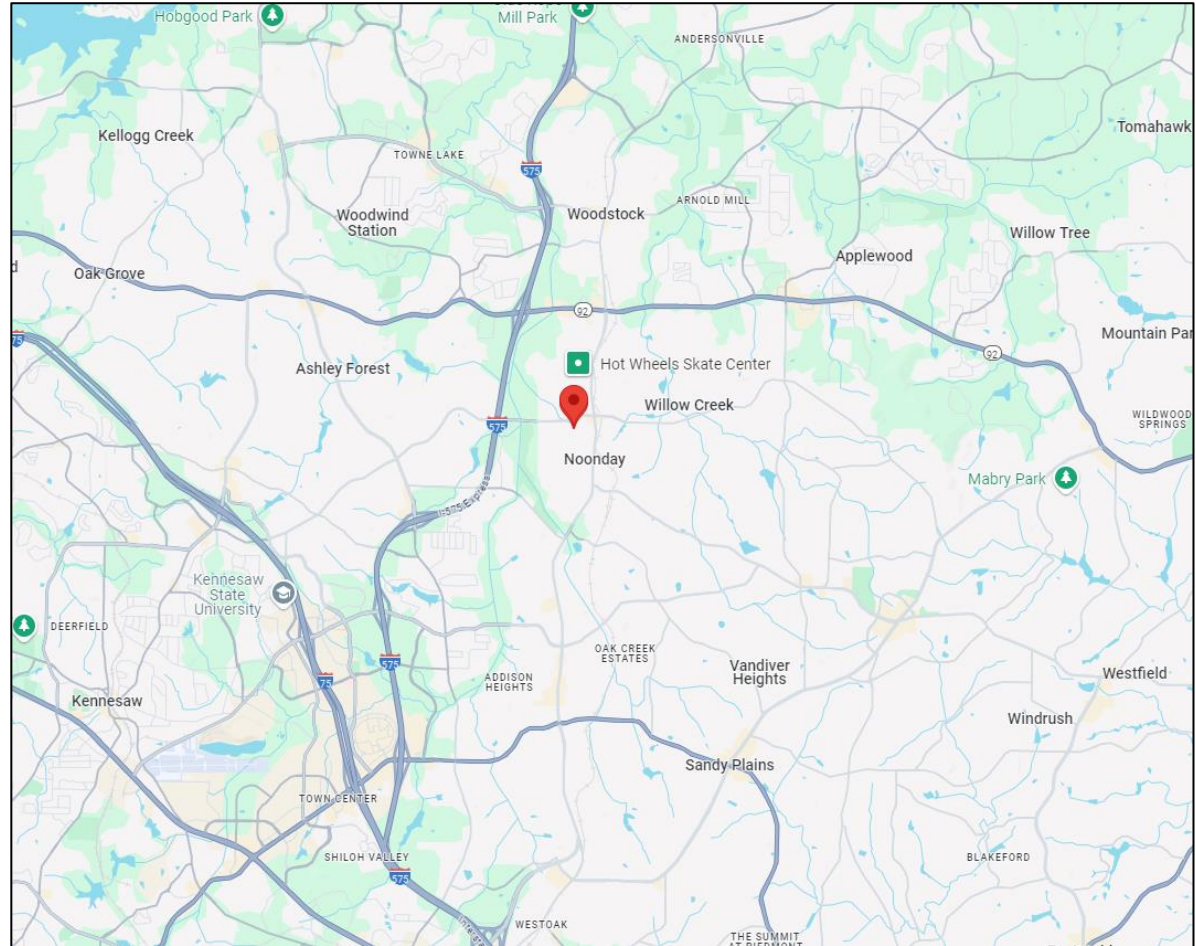 Hobgood Park
Mill Park
ANDERSONVILLE
Kellogg Creek
Tomahawk
TOWNE LAKE
575
ARNOLD MILL
Woodwind
Station
Woodstock
Willow Tree
Applewood
d
Oak Grove
92
Mountain Par
75
92
Ashley Forest
Hot Wheels Skate Center
Willow Creek
WILDWOOD
SPRINGS
575
Noonday
Mabry Park
I-575 Express
Kennesaw
State
University
DEERFIELD
OAK CREEK
ESTATES
575
Vandiver
Heights
ADDISON
HEIGHTS
Westfield
75
Kennesaw
Windrush
Sandy Plains
TOWN CENTER
SHILOH VALLEY
BLAKEFORD
575
WESTOAK
Inters
THE SUMMIT
AT PIEDMONT